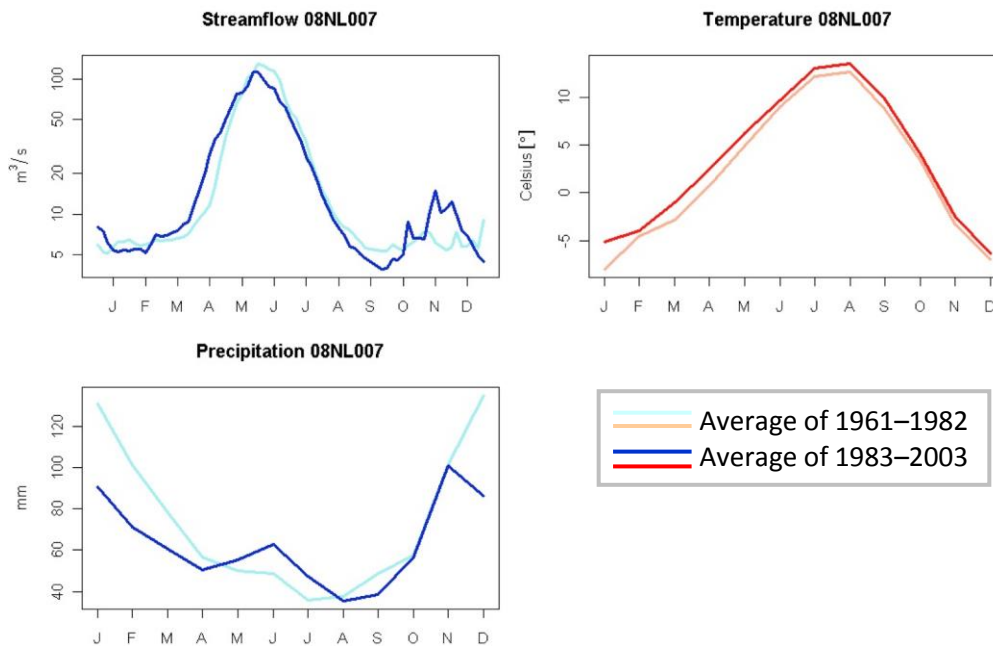 Streamflow 08NL007
m³/s
100
50
20
10
5
J F M A M J J A S O N D
Temperature 08NL007
Celsius [°]
10
5
0
-5
J F M A M J J A S O N D
Precipitation 08NL007
mm
120
100
80
60
40
J F M A M J J A S O N D
Average of 1961–1982
Average of 1983–2003